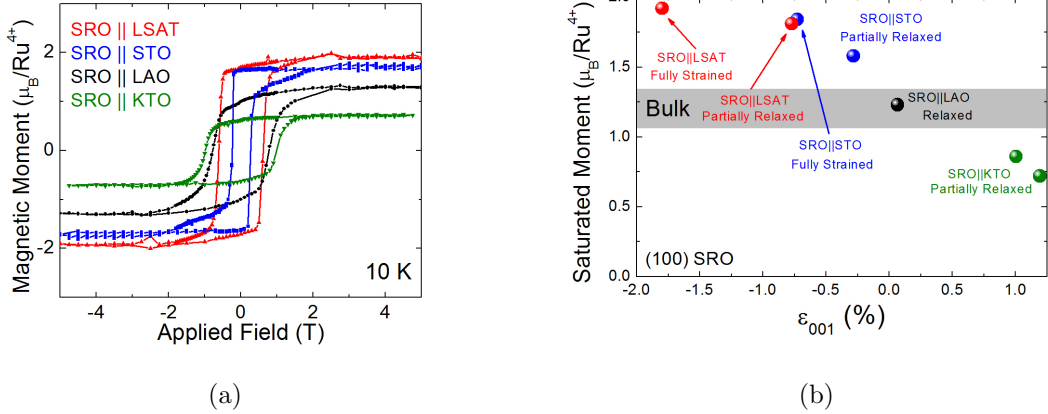 SRO || LSAT
SRO || STO
SRO || LAO
SRO || KTO
Magnetic Moment (μB/Ru4+)
2
0
-2
10 K
-4
-2
0
2
4
Applied Field (T)
(a)
2.0
1.5
1.0
0.5
0.0
Saturated Moment (μB/Ru4+)
SRO||LSAT
Fully Strained
SRO||STO
Partially Relaxed
SRO||LSAT
Partially Relaxed
SRO||STO
Fully Strained
Bulk
SRO||LAO
Relaxed
SRO||KTO
Partially Relaxed
(100) SRO
-2.0
-1.5
-1.0
-0.5
0.0
0.5
1.0
ε001 (%)
(b)